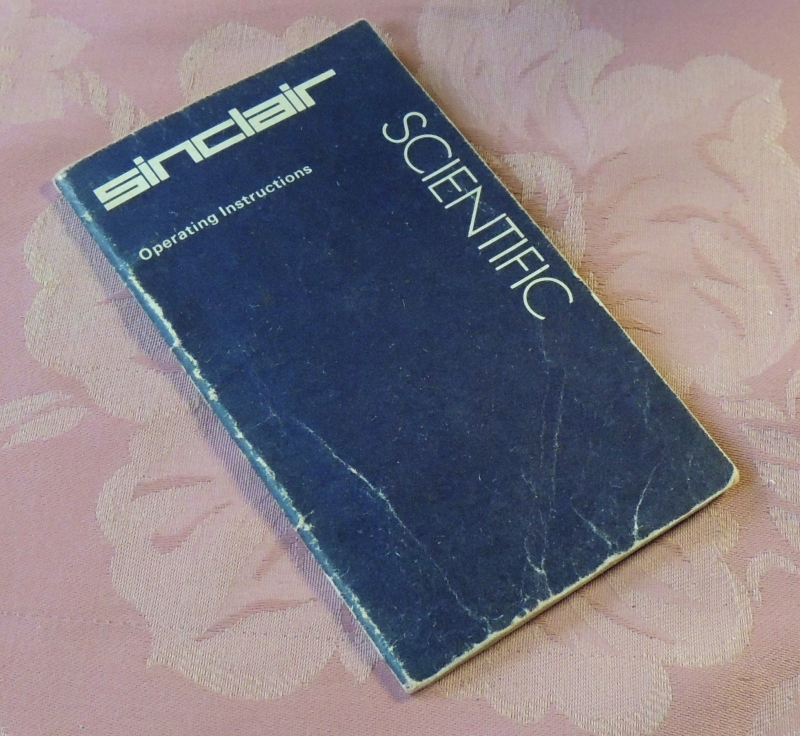 sinclair
Operating Instructions
SCIENTIFIC